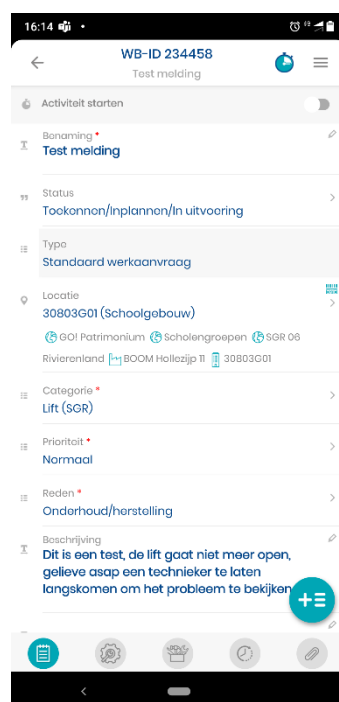 16:14
WB-ID 234458
Test melding
Activiteit starten
Benaming *
Test melding
Status
Toekennen/Inplannen/In uitvoering
Type
Standaard werkaanvraag
Locatie
30803G01 (Schoolgebouw)
GO! Patrimonium Scholengroepen SGR 06
Rivierenland BOOM Hollezijp 11 30803G01
Categorie *
Lift (SGR)
Prioriteit *
Normaal
Reden *
Onderhoud/herstelling
Beschrijving
Dit is een test, de lift gaat niet meer open,
gelieve asap een technieker te laten
langskomen om het probleem te bekijken